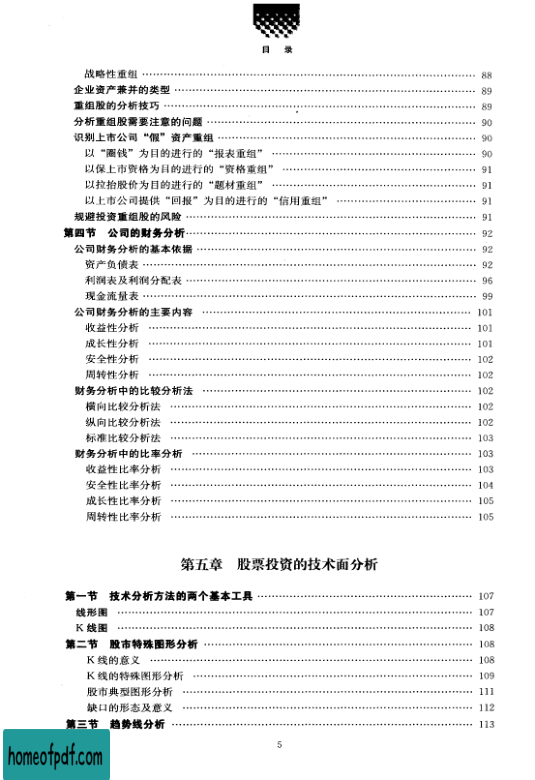 目 录
战略性重组 …… 88
企业资产兼并的类型 …… 89
重组股的分析技巧 …… 89
分析重组股需要注意的问题 …… 90
识别上市公司“假”资产重组 …… 90
以“圈钱”为目的进行的“报表重组” …… 90
以保上市资格为目的进行的“资格重组” …… 91
以拉抬股价为目的进行的“题材重组” …… 91
以上市公司提供“回报”为目的进行的“信用重组” …… 91
规避投资重组股的风险 …… 91
第四节 公司的财务分析 …… 92
公司财务分析的基本依据 …… 92
资产负债表 …… 92
利润表及利润分配表 …… 96
现金流量表 …… 99
公司财务分析的主要内容 …… 101
收益性分析 …… 101
成长性分析 …… 101
安全性分析 …… 102
周转性分析 …… 102
财务分析中的比较分析法 …… 102
横向比较分析法 …… 102
纵向比较分析法 …… 102
标准比较分析法 …… 103
财务分析中的比率分析 …… 103
收益性比率分析 …… 103
安全性比率分析 …… 104
成长性比率分析 …… 105
周转性比率分析 …… 105
第五章 股票投资的技术面分析
第一节 技术分析方法的两个基本工具 …… 107
线形图 …… 107
K 线图 …… 108
第二节 股市特殊图形分析 …… 108
K 线的意义 …… 108
K 线的特殊图形分析 …… 109
股市典型图形分析 …… 111
缺口的形态及意义 …… 112
第三节 趋势线分析 …… 113
5
homeofpdf.com